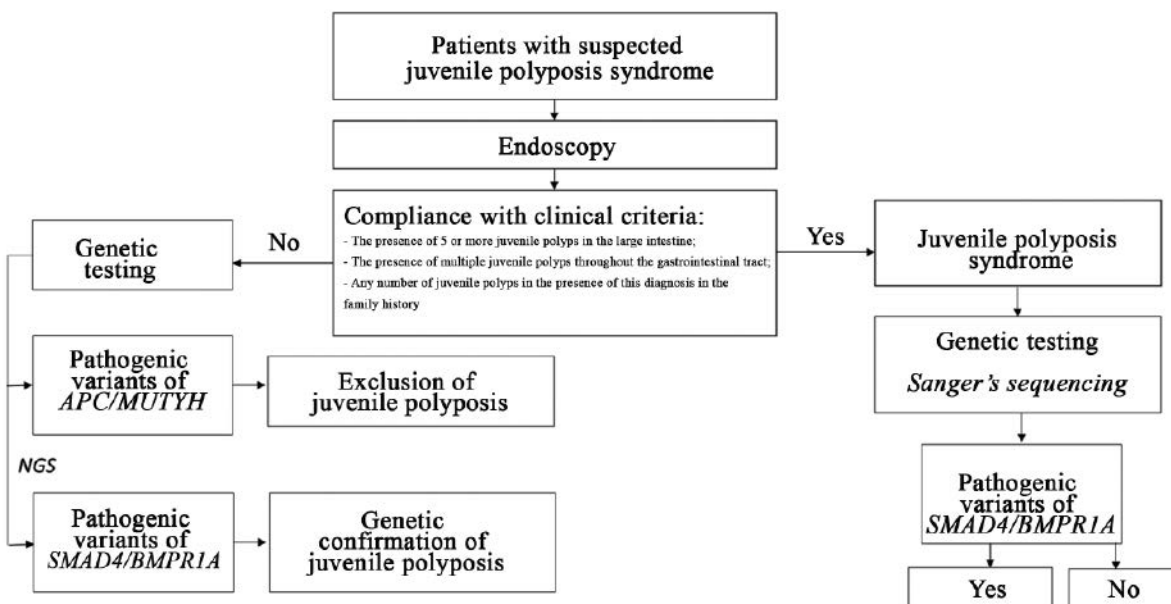 Patients with suspected
juvenile polyposis syndrome
Endoscopy
Compliance with clinical criteria:
- The presence of 5 or more juvenile polyps in the large intestine;
- The presence of multiple juvenile polyps throughout the gastrointestinal tract;
- Any number of juvenile polyps in the presence of this diagnosis in the
family history
No
Yes
Genetic
testing
Juvenile polyposis
syndrome
Pathogenic
variants of
APC/MUTYH
Exclusion of
juvenile polyposis
Genetic testing
Sanger's sequencing
NGS
Pathogenic
variants of
SMAD4/BMPR1A
Genetic
confirmation of
juvenile polyposis
Pathogenic
variants of
SMAD4/BMPR1A
Yes
No